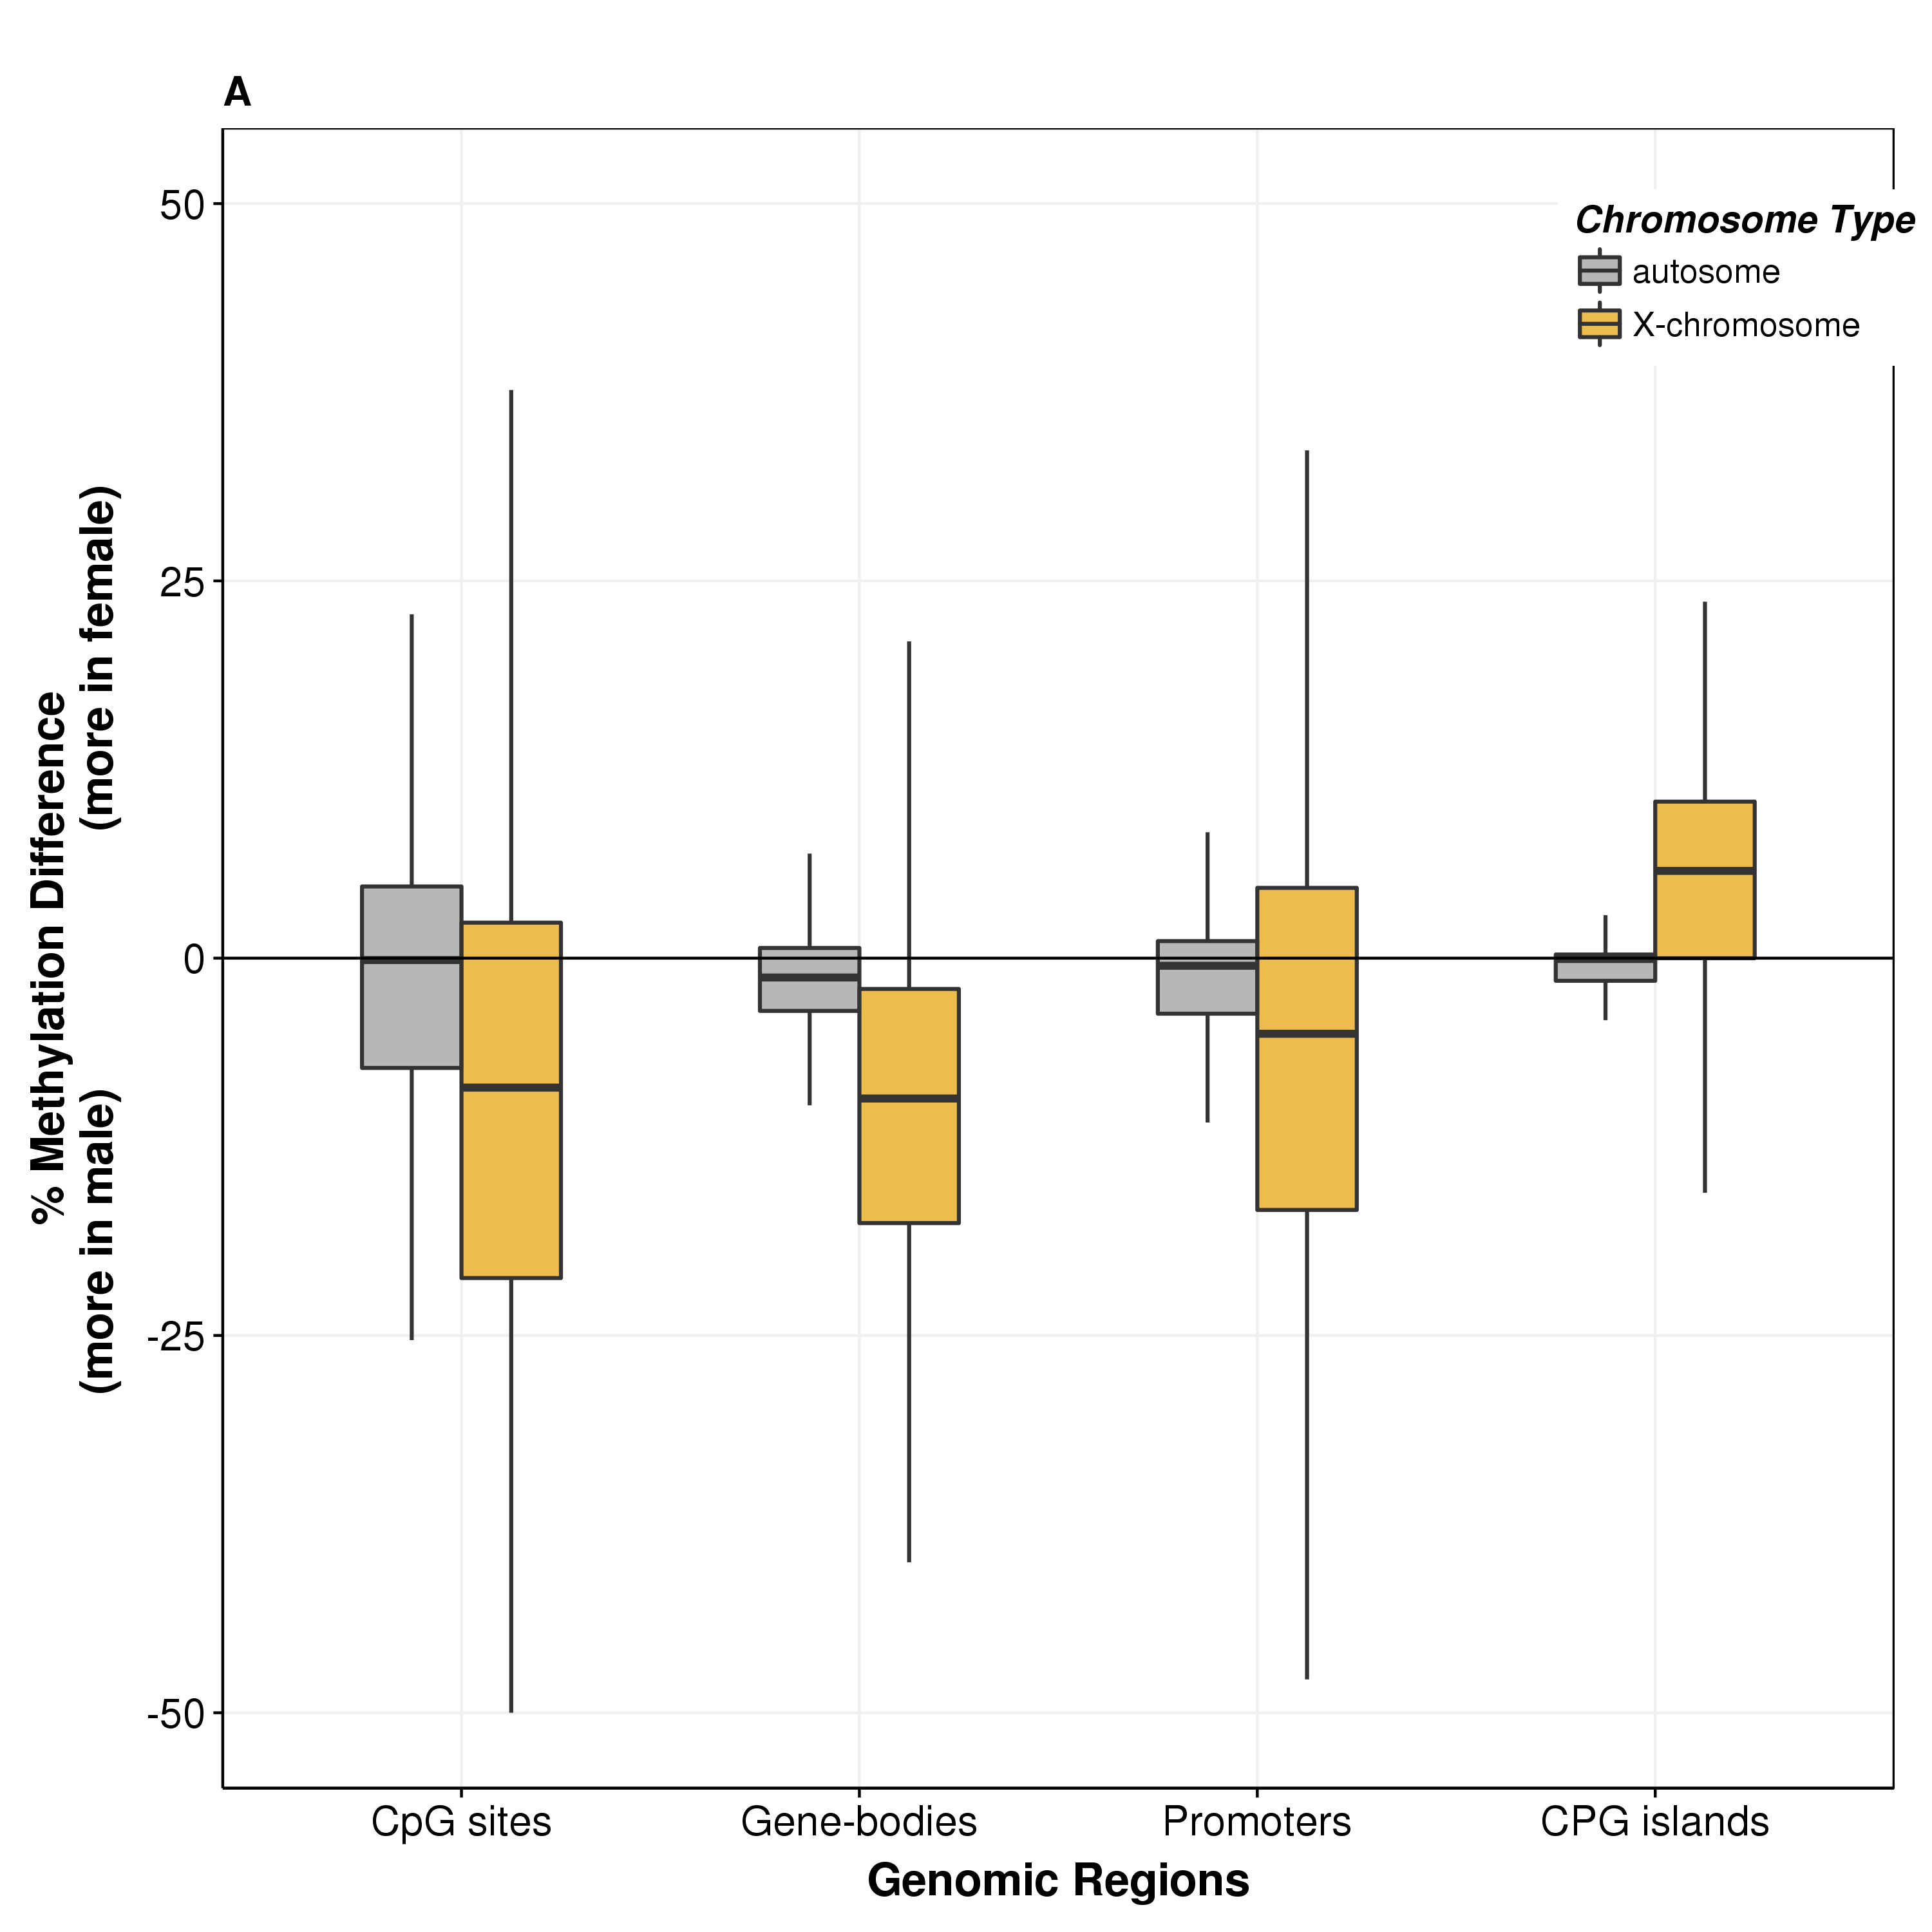 A
50
25
0
-25
-50
% Methylation Difference
(more in male) (more in female)
Chromosome Type
autosome
X-chromosome
CpG sites
Gene-bodies
Promoters
CPG islands
Genomic Regions